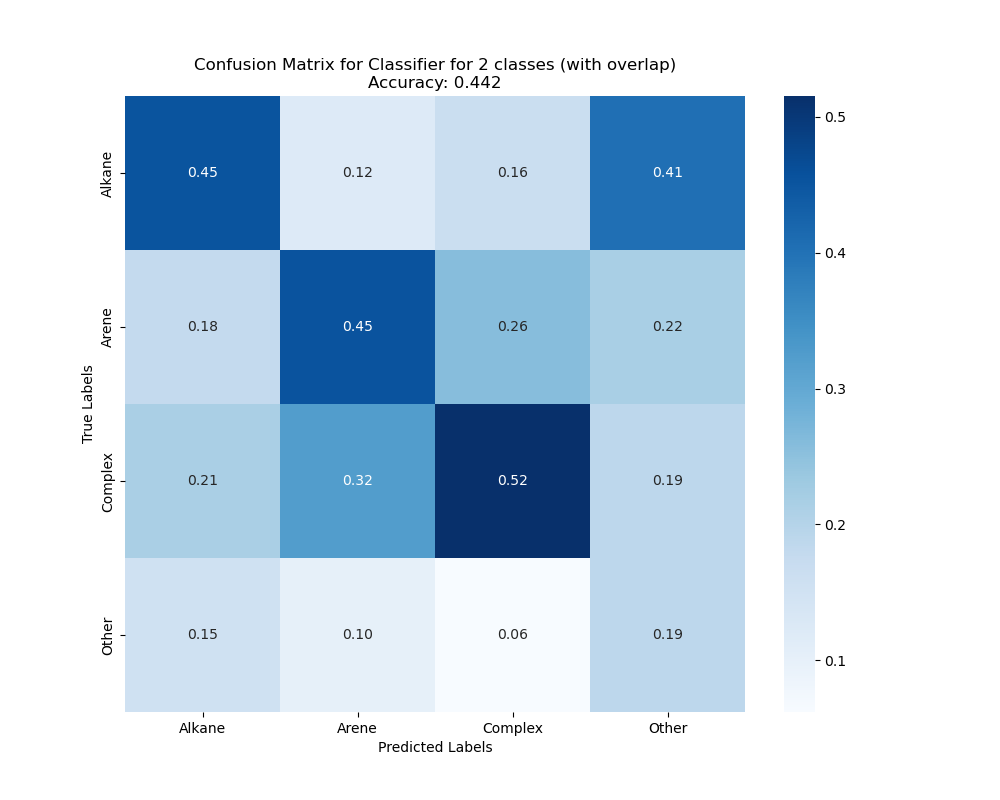 Confusion Matrix for Classifier for 2 classes (with overlap)
Accuracy: 0.442
Alkane
0.45 0.12 0.16 0.41
0.5
0.4
Arene
0.18 0.45 0.26 0.22
0.3
True Labels
Complex
0.21 0.32 0.52 0.19
0.2
Other
0.15 0.10 0.06 0.19
0.1
Alkane Arene Complex Other
Predicted Labels